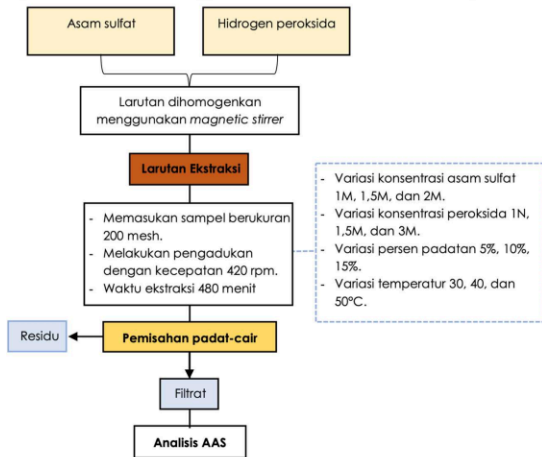 Asam sulfat
Hidrogen peroksida
Larutan dihomogenkan
menggunakan magnetic stirrer
Larutan Ekstraksi
- Memasukan sampel berukuran
200 mesh.
- Melakukan pengadukan
dengan kecepatan 420 rpm.
- Waktu ekstraksi 480 menit
- Variasi konsentrasi asam sulfat
1M, 1,5M, dan 2M.
- Variasi konsentrasi peroksida 1N,
1,5M, dan 3M.
- Variasi persen padatan 5%, 10%,
15%.
- Variasi temperatur 30, 40, dan
50°C.
Residu
Pemisahan padat-cair
Filtrat
Analisis AAS